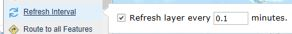 Refresh Interval
Refresh layer every 0.1 minutes.
Route to all Features